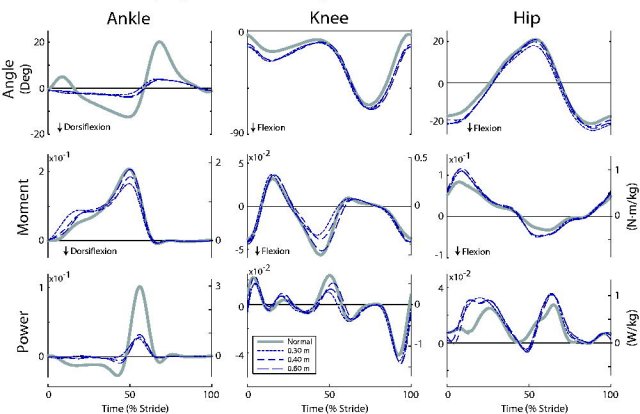 Ankle Knee Hip
Angle
(Deg)
20
0
-20
↓ Dorsiflexion
0
-90
↓ Flexion
20
0
-20
↓ Flexion
Moment
x10⁻¹
2
1
0
2
0
↓ Dorsiflexion
x10⁻²
5
0
-5
0.5
0
↓ Flexion
x10⁻¹
1
0
-1
1
0
↓ Flexion
(N·m/kg)
Power
x10⁻¹
1
0
3
0
x10⁻²
0
-4
0
-1
Normal
0.30 m
0.40 m
0.60 m
x10⁻²
4
0
1
0
(W/kg)
0 100
0 100
0 100
Time (% Stride) Time (% Stride) Time (% Stride)